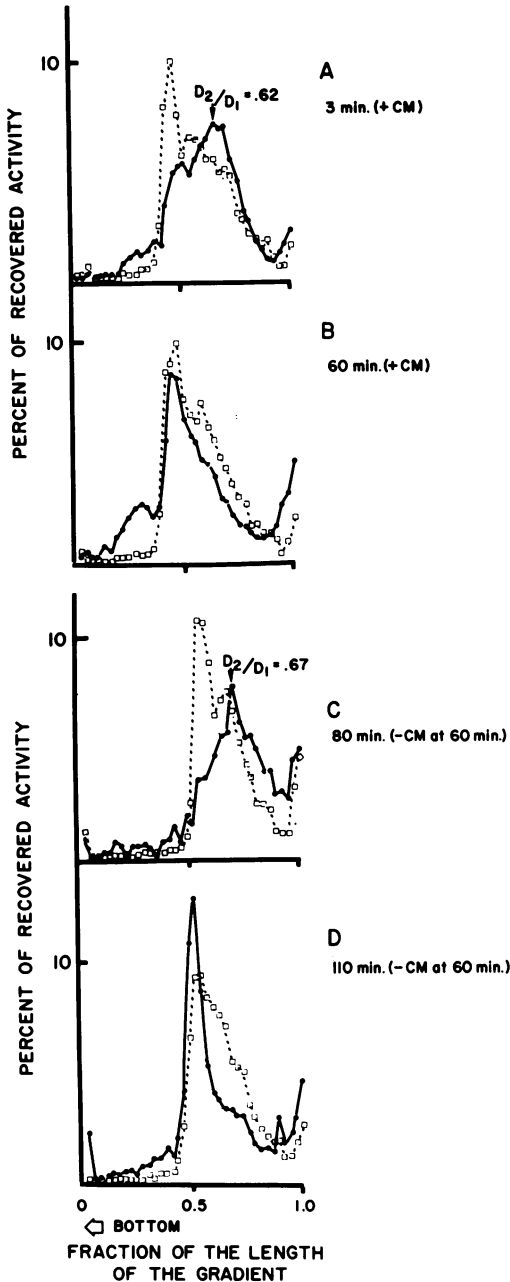 PERCENT OF RECOVERED ACTIVITY
10
A
3 min. (+ CM)
D2/D1 = .62
10
B
60 min. (+ CM)
PERCENT OF RECOVERED ACTIVITY
10
D2/D1 = .67
C
80 min. (-CM at 60 min.)
10
D
110 min. (-CM at 60 min.)
0 0.5 1.0
BOTTOM
FRACTION OF THE LENGTH
OF THE GRADIENT